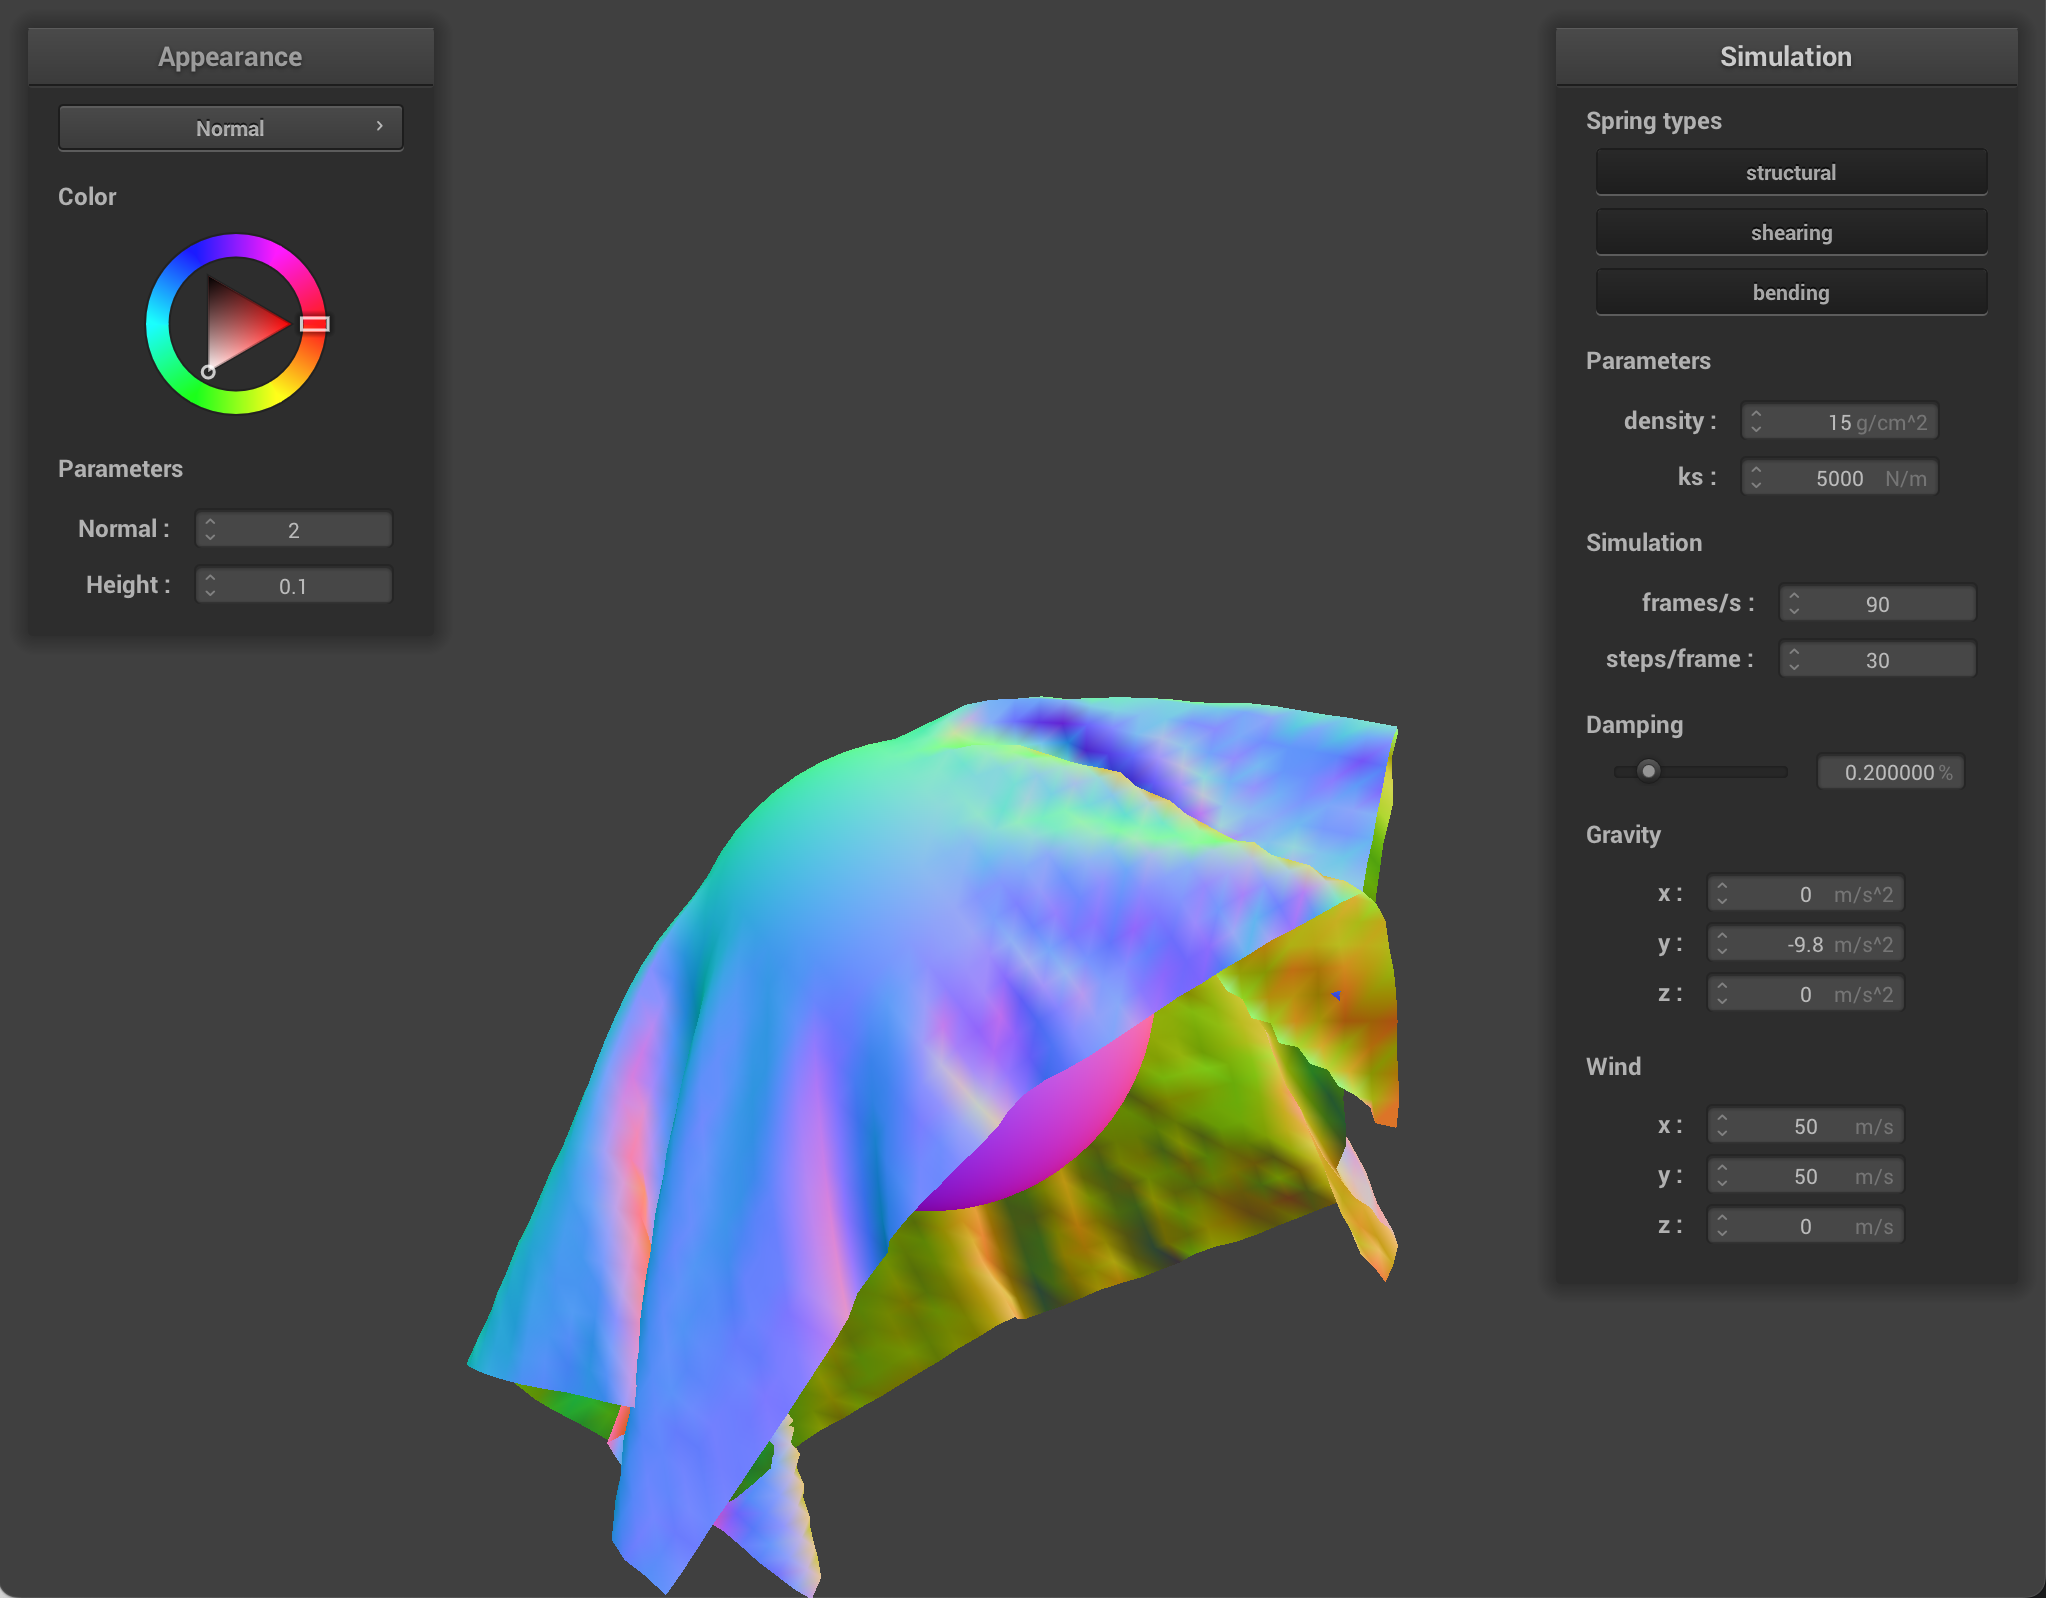 Appearance
Normal
Color
Parameters
Normal : 2
Height : 0.1
Simulation
Spring types
structural
shearing
bending
Parameters
density : 15 g/cm^2
ks : 5000 N/m
Simulation
frames/s : 90
steps/frame : 30
Damping
0.200000 %
Gravity
x : 0 m/s^2
y : -9.8 m/s^2
z : 0 m/s^2
Wind
x : 50 m/s
y : 50 m/s
z : 0 m/s